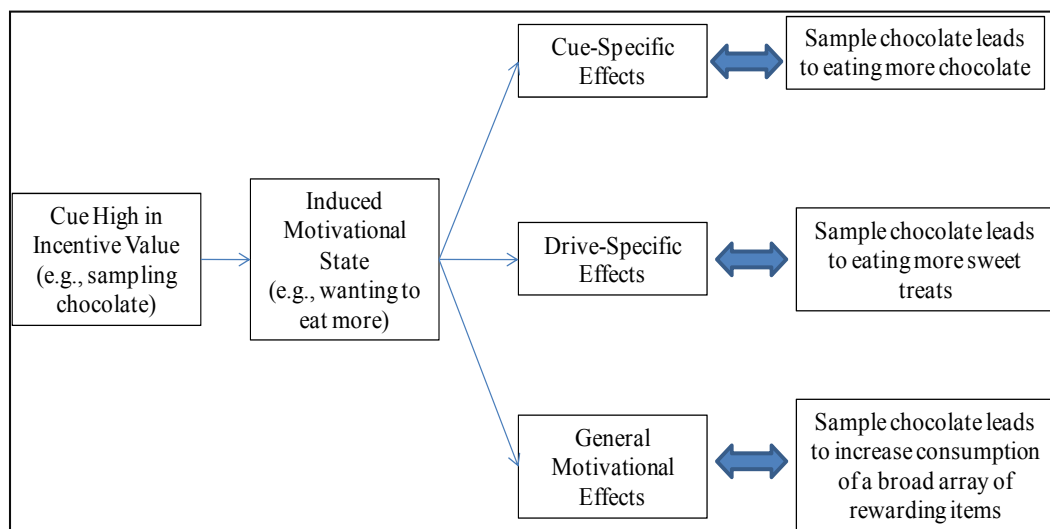 Cue High in
Incentive Value
(e.g., sampling
chocolate)
Induced
Motivational
State
(e.g., wanting to
eat more)
Cue-Specific
Effects
Sample chocolate leads
to eating more chocolate
Drive-Specific
Effects
Sample chocolate leads
to eating more sweet
treats
General
Motivational
Effects
Sample chocolate leads
to increase consumption
of a broad array of
rewarding items